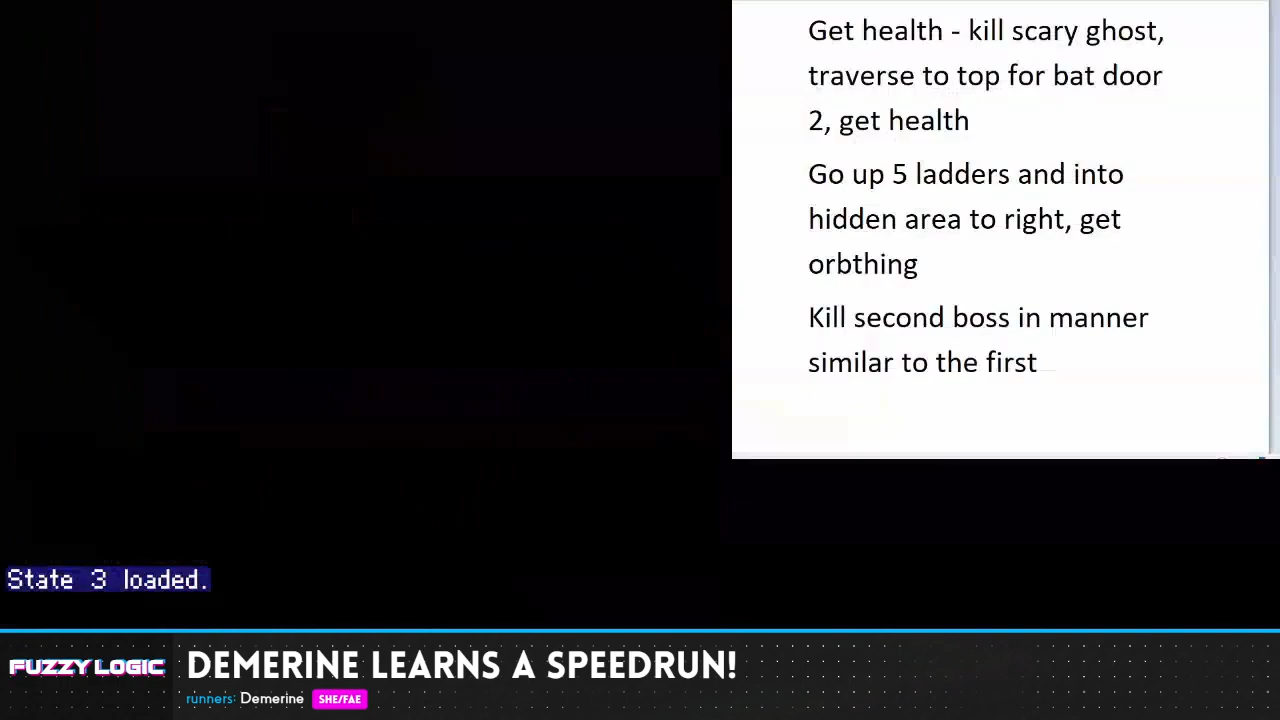 Get health - kill scary ghost,
traverse to top for bat door
2, get health
Go up 5 ladders and into
hidden area to right, get
orbthing
Kill second boss in manner
similar to the first
State 3 loaded.
FUZZY LOGIC
DEMERINE LEARNS A SPEEDRUN!
runners: Demerine SHE/FAE